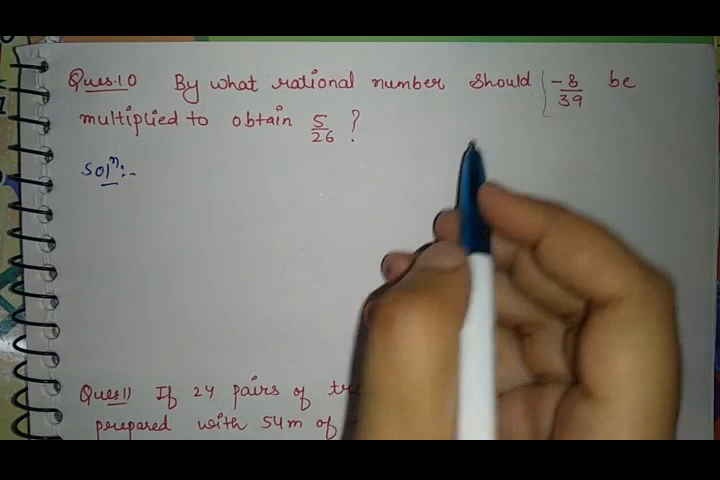 Ques.10 By what rational number should -8/39 be
multiplied to obtain 5/26 ?
Solⁿ:-
Ques11 If 24 pairs of
prepared with 54m of